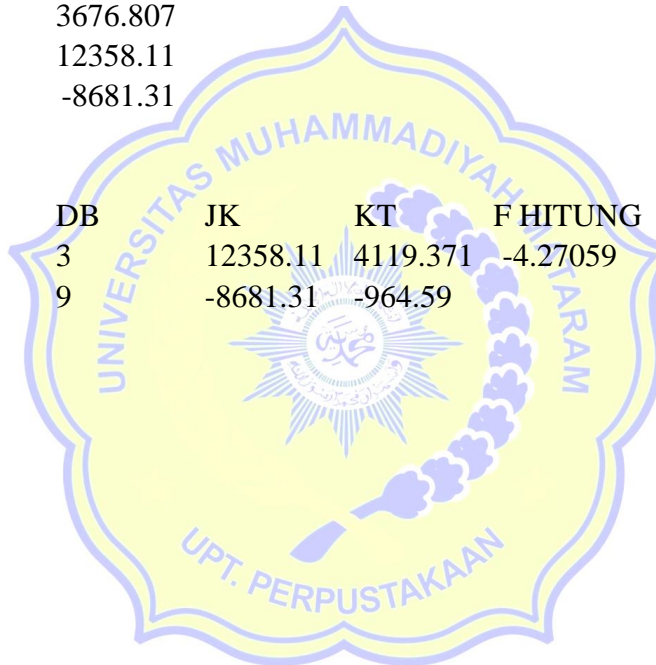 3676.807
12358.11
-8681.31
DB JK KT F HITUNG
3 12358.11 4119.371 -4.27059
9 -8681.31 -964.59
UNIVERSITAS MUHAMMADIYAH MATARAM
UPT. PERPUSTAKAAN